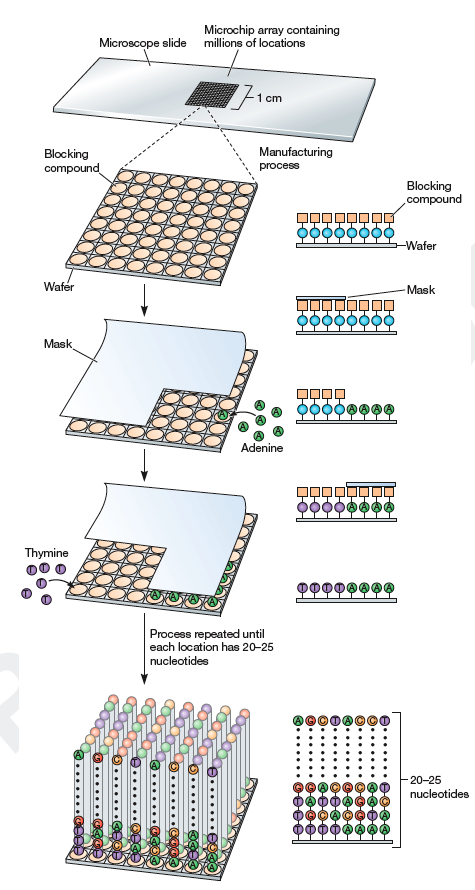 Microchip array containing
millions of locations
Microscope slide
1 cm
Blocking
compound
Manufacturing
process
Blocking
compound
Wafer
Wafer
Mask
Mask
A
A A
A A
A A
Adenine
A A A A
A A A A
Thymine
T T T
T
T T
A A A A
A
A
T T T T A A A A
Process repeated until
each location has 20–25
nucleotides
A G C T A C C T
A G C T A C C T
20–25
nucleotides
G G A C G C A T
T A T T A G A A
T G C A C G T A
T T T T A A A A